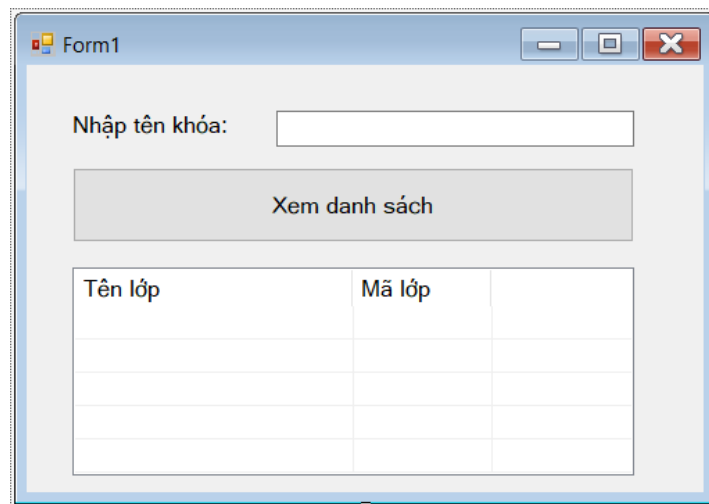 Form1
Nhập tên khóa:
Xem danh sách
Tên lớp Mã lớp